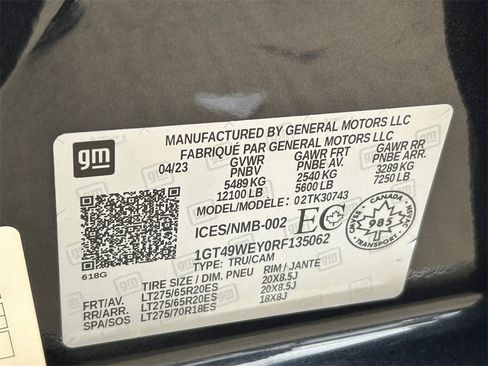 gm
MANUFACTURED BY GENERAL MOTORS LLC
FABRIQUÉ PAR GENERAL MOTORS LLC
04/23 GVWR PNBV 5489 KG 12100 LB
GAWR FRT PNBE AV. 2540 KG 5600 LB
GAWR RR PNBE ARR. 3289 KG 7250 LB
MODEL/MODÈLE: 02TK30743
ICES/NMB-002 EC
CANADA
985
1GT49WEY0RF135062
TYPE: TRU/CAM
618G
TIRE SIZE / DIM. PNEU RIM / JANTE
FRT/AV. LT275/65R20ES 20X8.5J
RR/ARR. LT275/65R20ES 20X8.5J
SPA/SOS LT275/70R18ES 18X8J